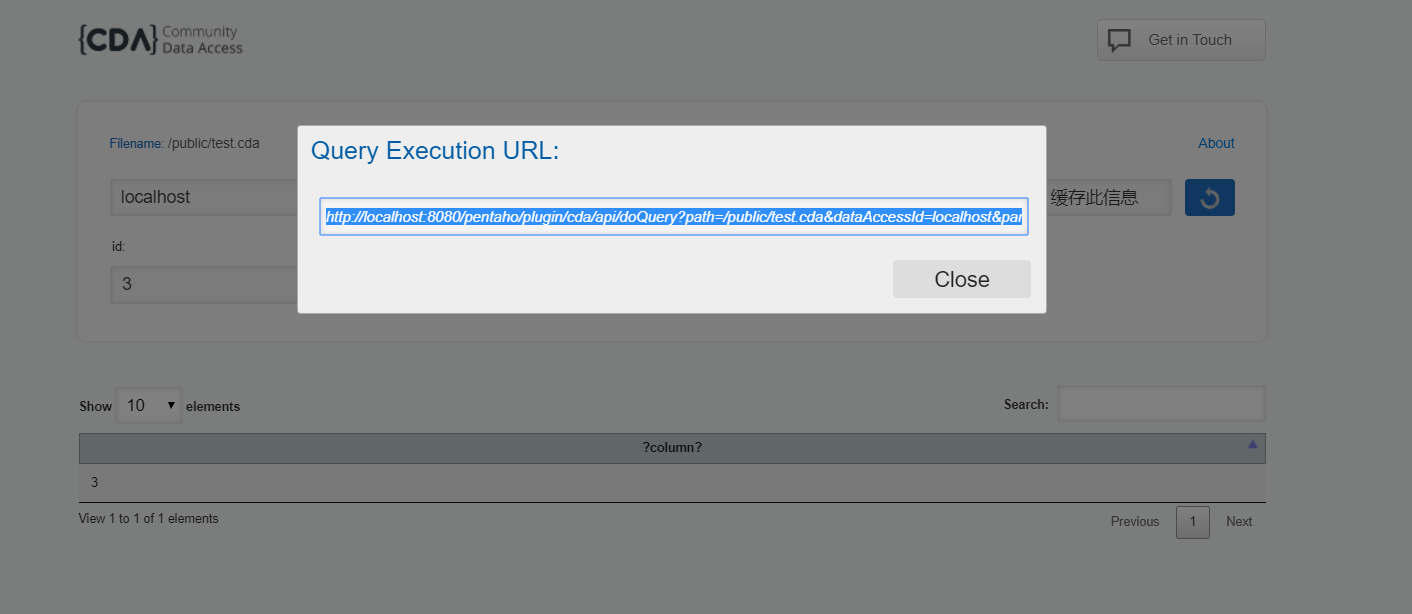 {CDA} Community
Data Access
Get in Touch
Filename: /public/test.cda
About
Query Execution URL:
localhost
缓存此信息
http://localhost:8080/pentaho/plugin/cda/api/doQuery?path=/public/test.cda&dataAccessId=localhost&par
id:
3
Close
Show 10 elements
Search:
?column?
3
View 1 to 1 of 1 elements
Previous 1 Next